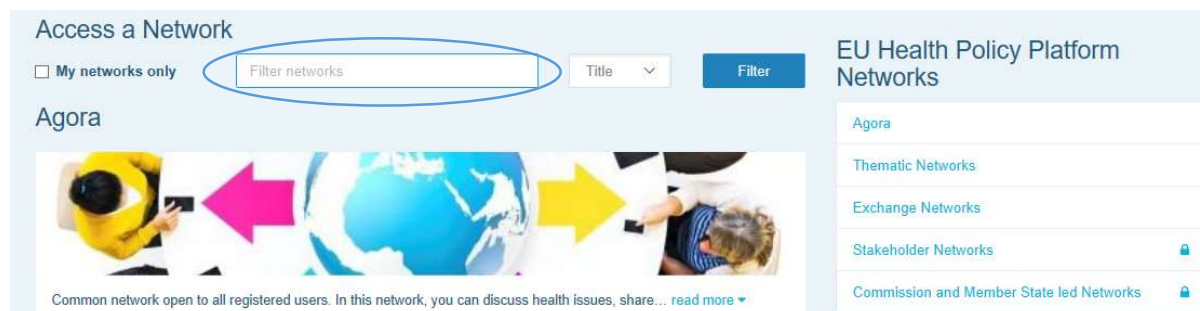 Access a Network
My networks only
Filter networks
Title
Filter
Agora
Common network open to all registered users. In this network, you can discuss health issues, share… read more
EU Health Policy Platform
Networks
Agora
Thematic Networks
Exchange Networks
Stakeholder Networks
Commission and Member State led Networks